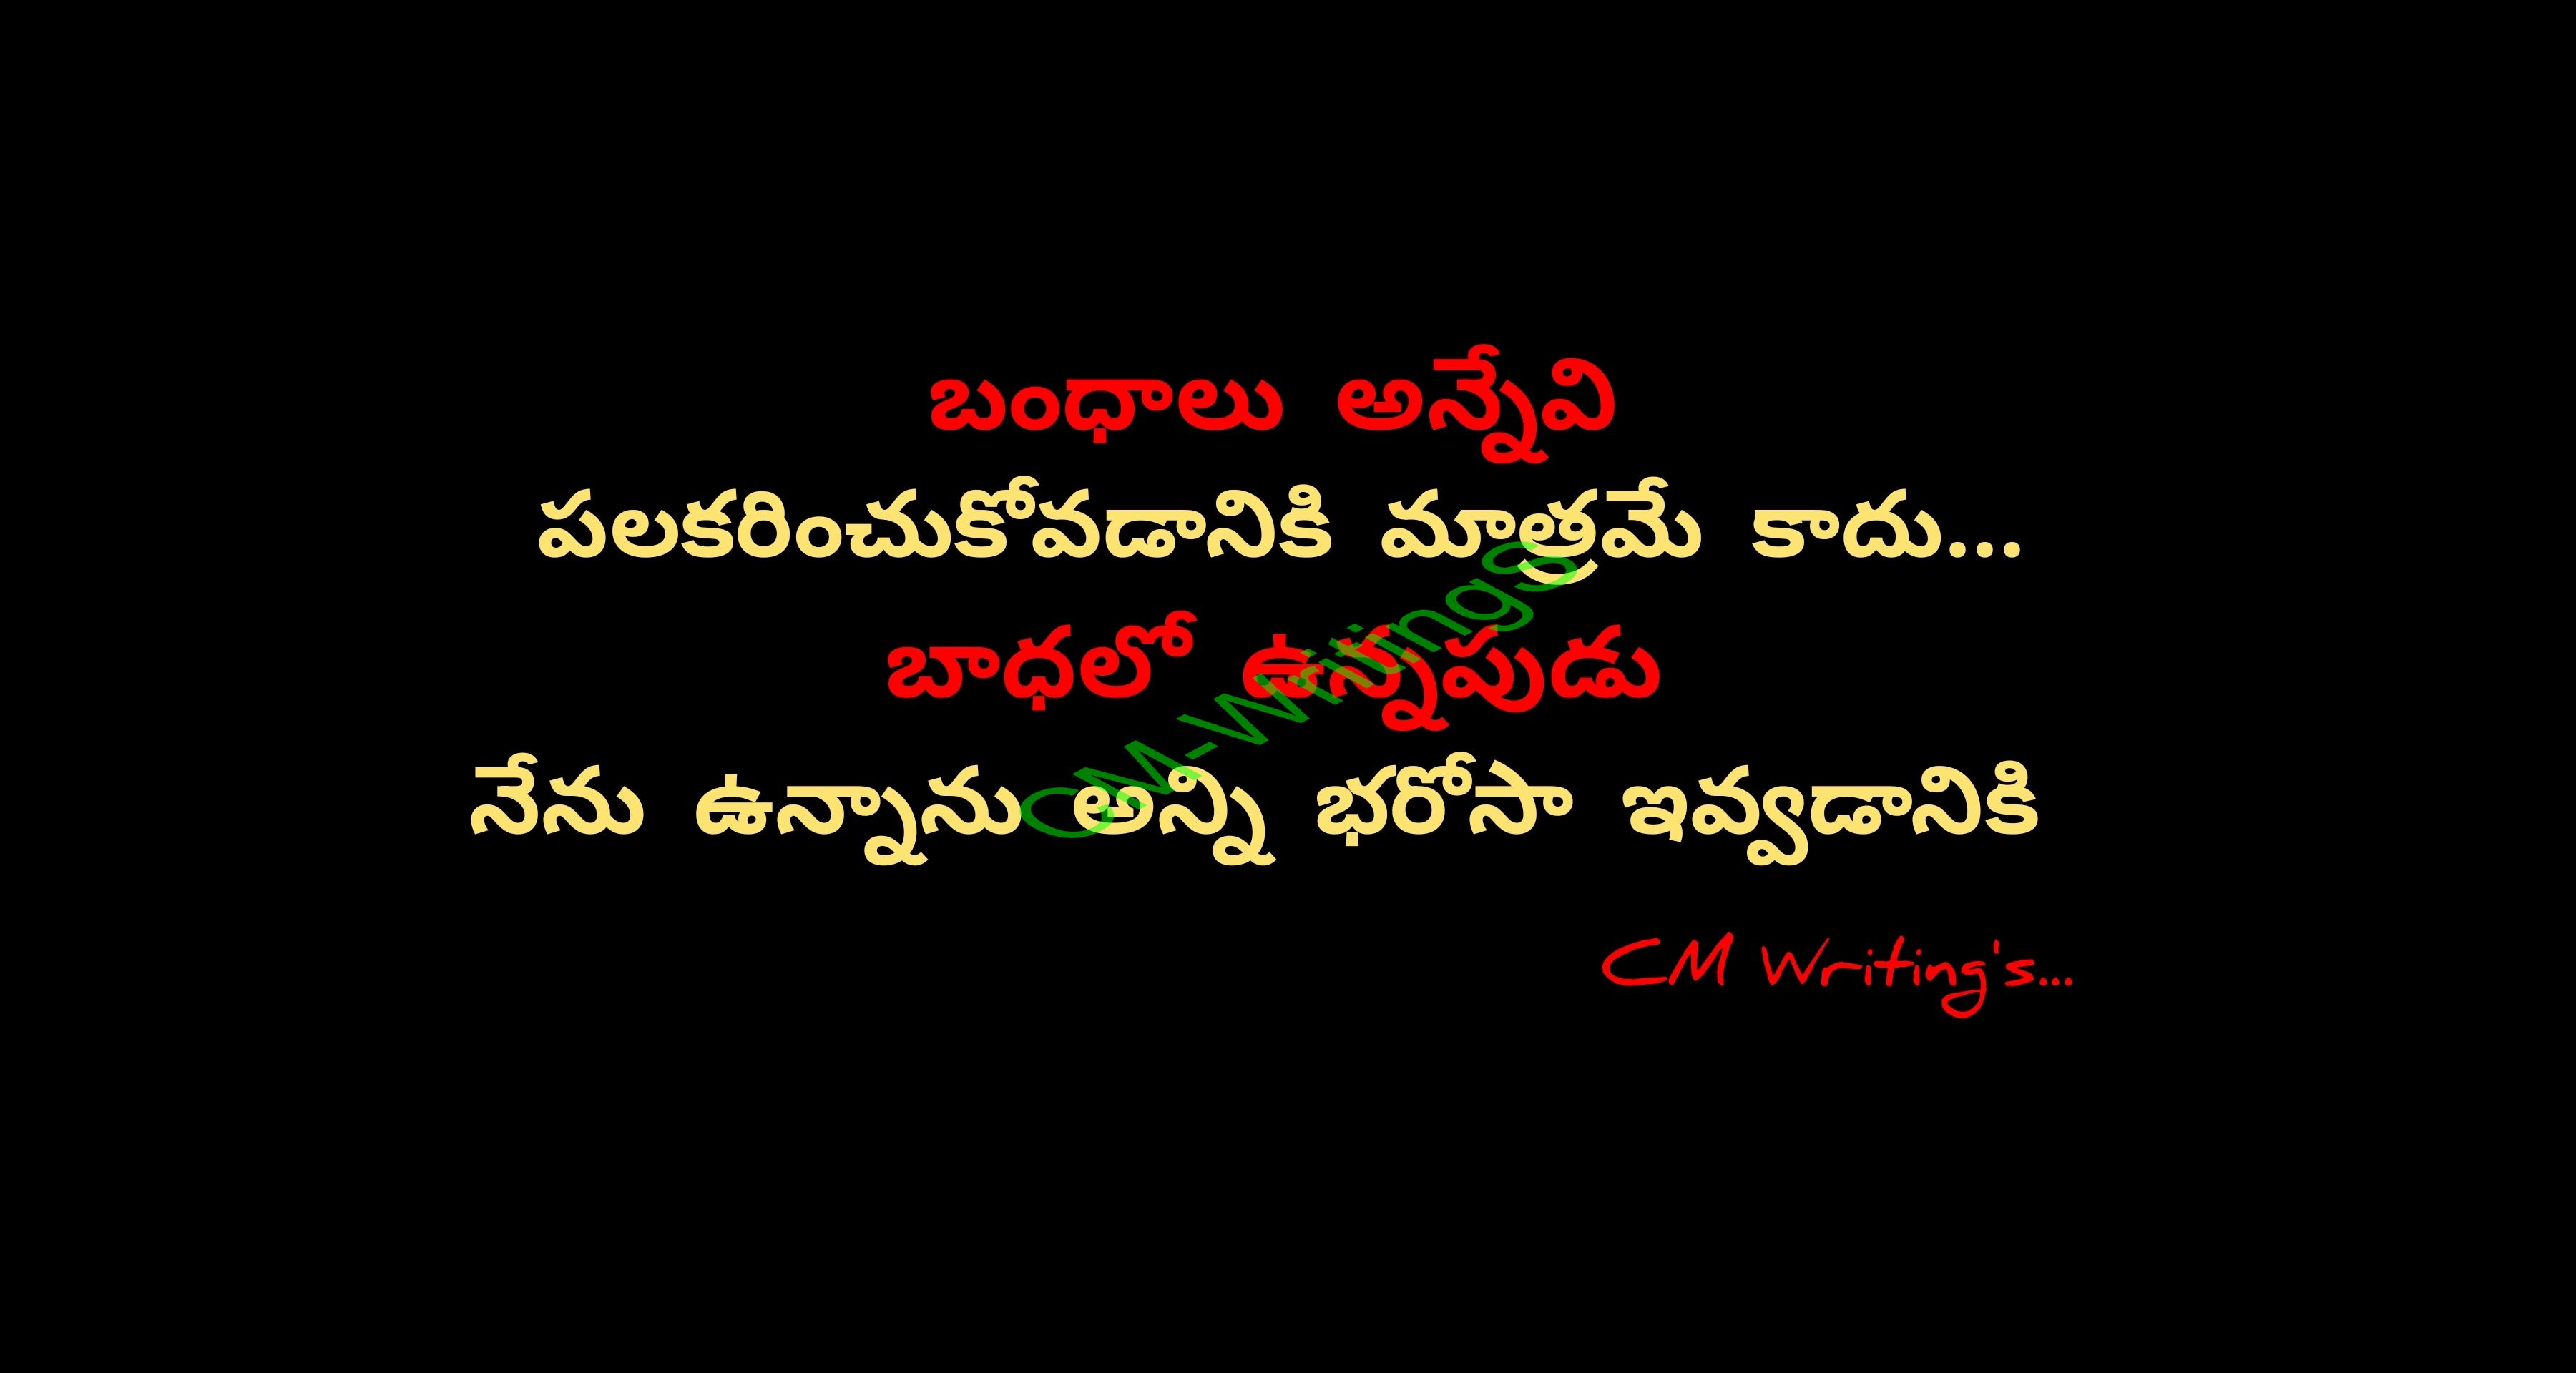 బంధాలు అన్నేవి
పలకరించుకోవడానికి మాత్రమే కాదు...
బాధలో ఉన్నపుడు
నేను ఉన్నాను అన్ని భరోసా ఇవ్వడానికి
CM-Writings
CM Writing's...